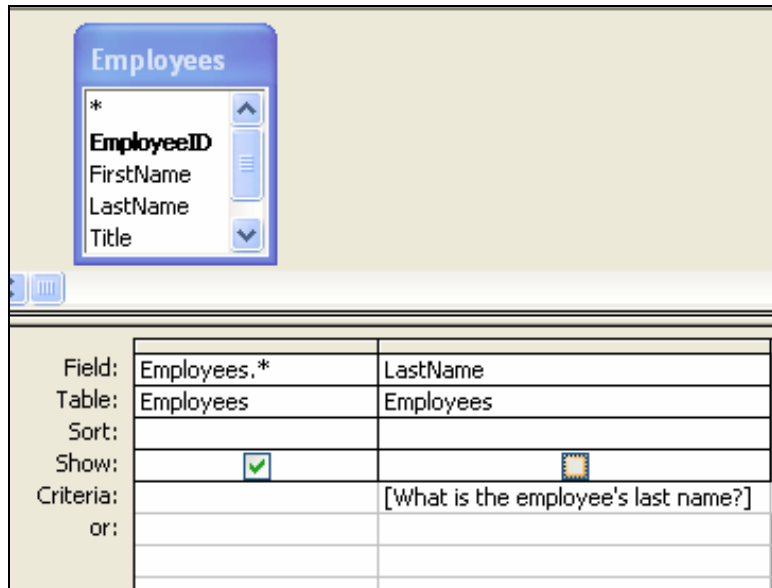 Employees
*
EmployeeID
FirstName
LastName
Title
Field: Employees.* LastName
Table: Employees Employees
Sort:
Show:
Criteria: [What is the employee's last name?]
or: